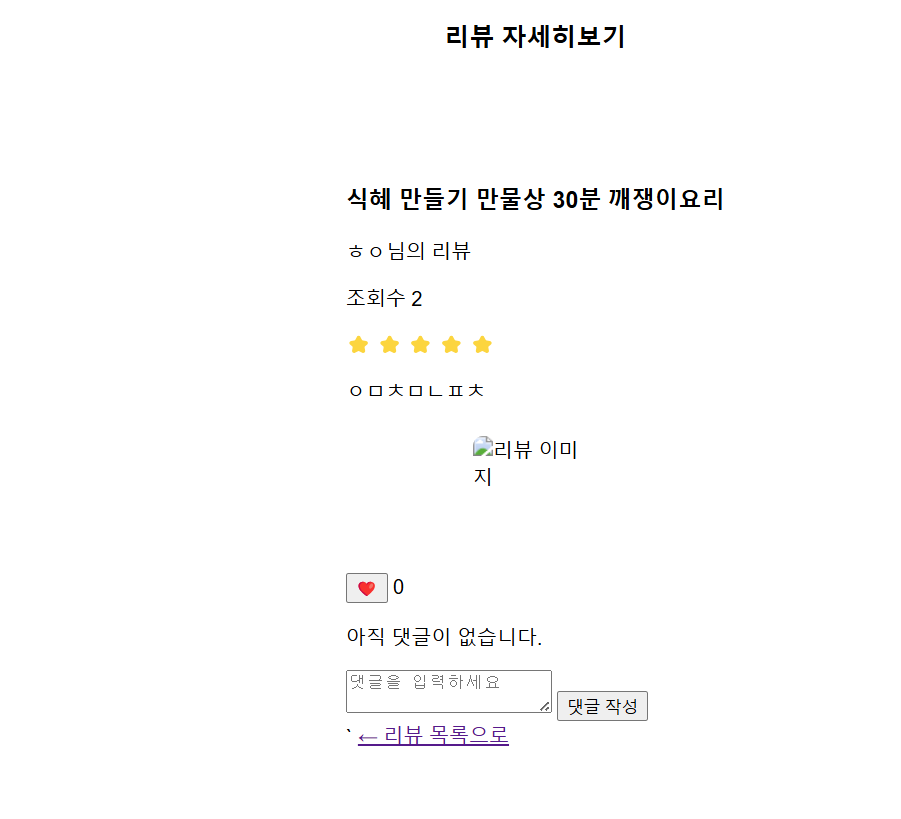 리뷰 자세히보기
식혜 만들기 만물상 30분 깨쟁이요리
ㅎㅇ님의 리뷰
조회수 2
ㅇㅁㅊㅁㄴㅍㅊ
리뷰 이미
지
0
아직 댓글이 없습니다.
댓글을 입력하세요
댓글 작성
` ← 리뷰 목록으로